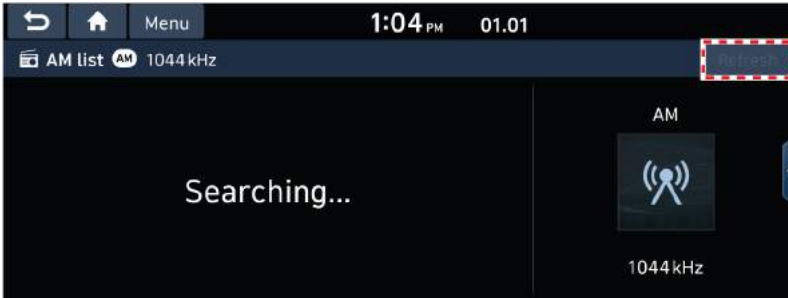 Menu 1:04 PM 01.01
AM list AM 1044 kHz Refresh
AM
Searching...
1044 kHz